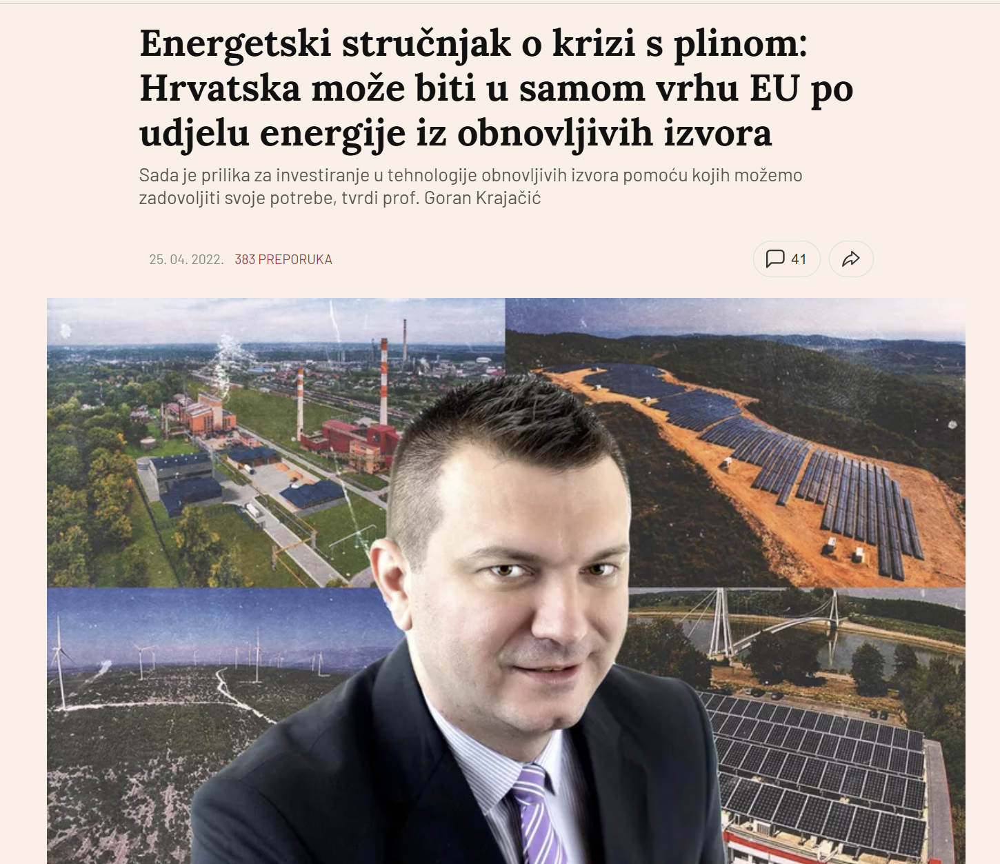 Energetski stručnjak o krizi s plinom:
Hrvatska može biti u samom vrhu EU po
udjelu energije iz obnovljivih izvora
Sada je prilika za investiranje u tehnologije obnovljivih izvora pomoću kojih možemo
zadovoljiti svoje potrebe, tvrdi prof. Goran Krajačić
25. 04. 2022. 383 PREPORUKA
41